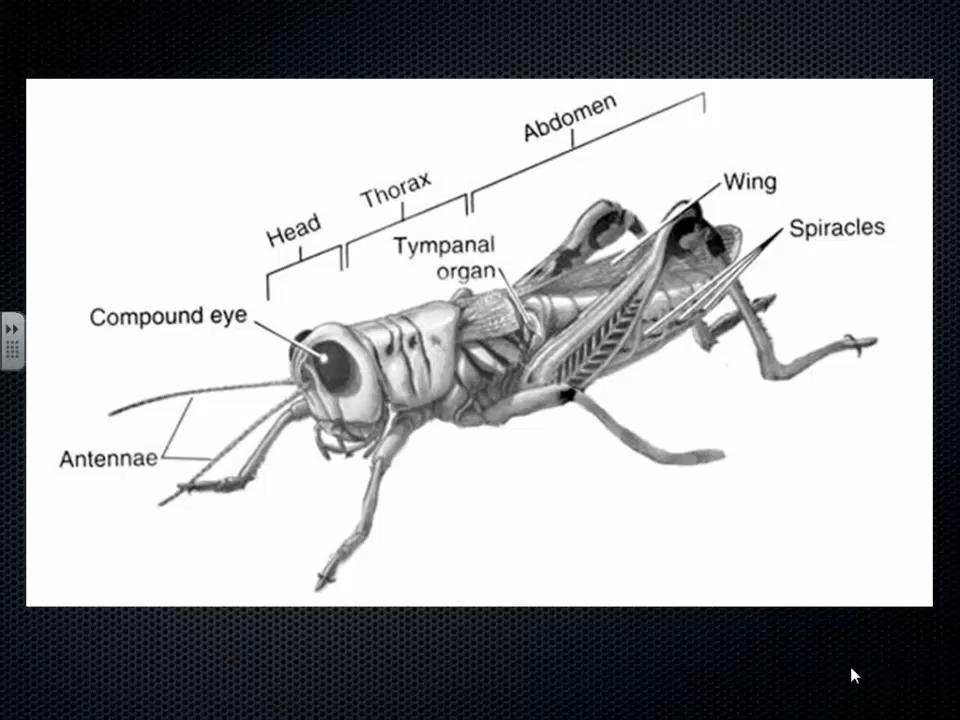 Abdomen
Thorax
Head
Wing
Spiracles
Tympanal
organ
Compound eye
Antennae